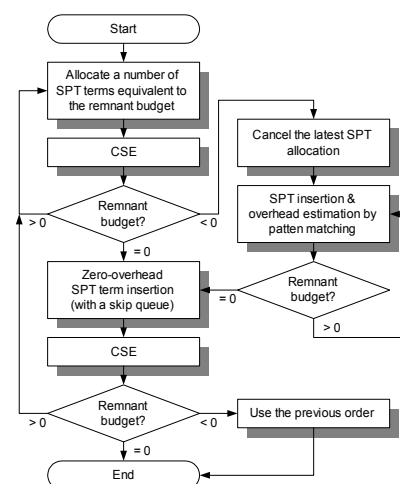 Start
Allocate a number of
SPT terms equivalent to
the remnant budget
CSE
Remnant
budget?
> 0
< 0
= 0
Cancel the latest SPT
allocation
SPT insertion &
overhead estimation by
patten matching
Remnant
budget?
= 0
> 0
Zero-overhead
SPT term insertion
(with a skip queue)
CSE
Remnant
budget?
> 0
< 0
= 0
Use the previous order
End